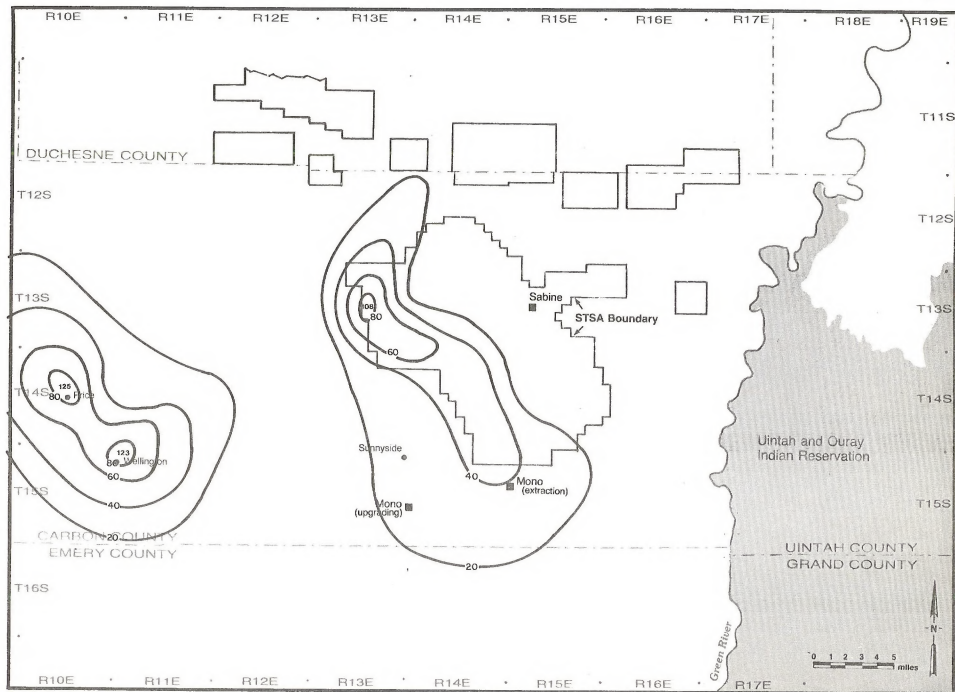 R10E R11E R12E R13E R14E R15E R16E R17E R18E R19E
T11S
DUCHESNE COUNTY
T12S T12S
T13S
Sabine
T13S
108
80
STSA Boundary
60
125
T14S
80 Price
T14S
Sunnyside
Uintah and Ouray
Indian Reservation
123
80 Wellington
60
40
Mono
(extraction)
T15S
40
Mono
(upgrading)
T15S
20
CARBON COUNTY
EMERY COUNTY
20
UINTAH COUNTY
GRAND COUNTY
T16S
Green River
N
0 1 2 3 4 5
miles
R10E R11E R12E R13E R14E R15E R16E R17E